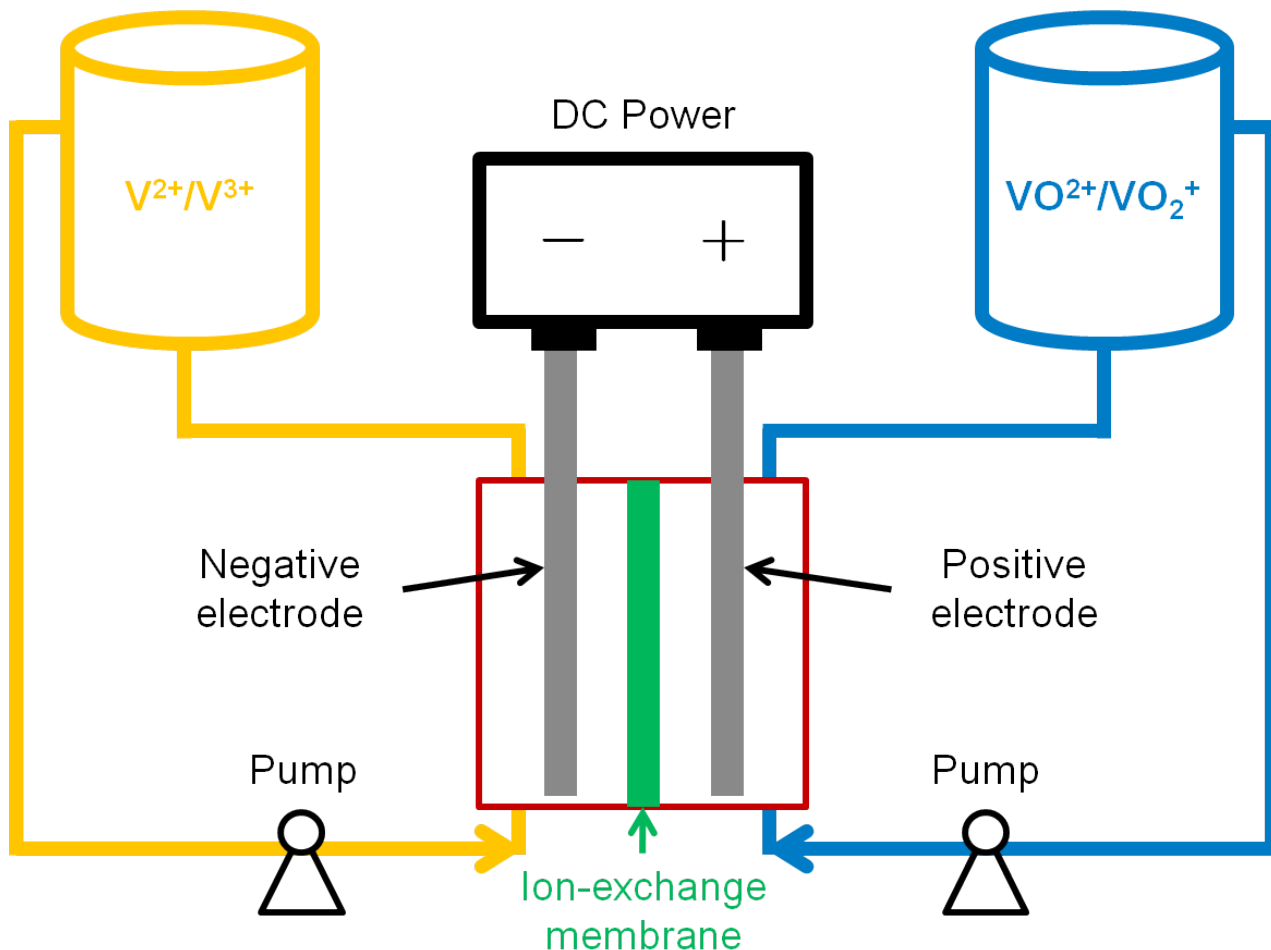 DC Power
V²⁺/V³⁺
VO²⁺/VO₂⁺
− +
Negative
electrode
Positive
electrode
Pump
Pump
Ion-exchange
membrane